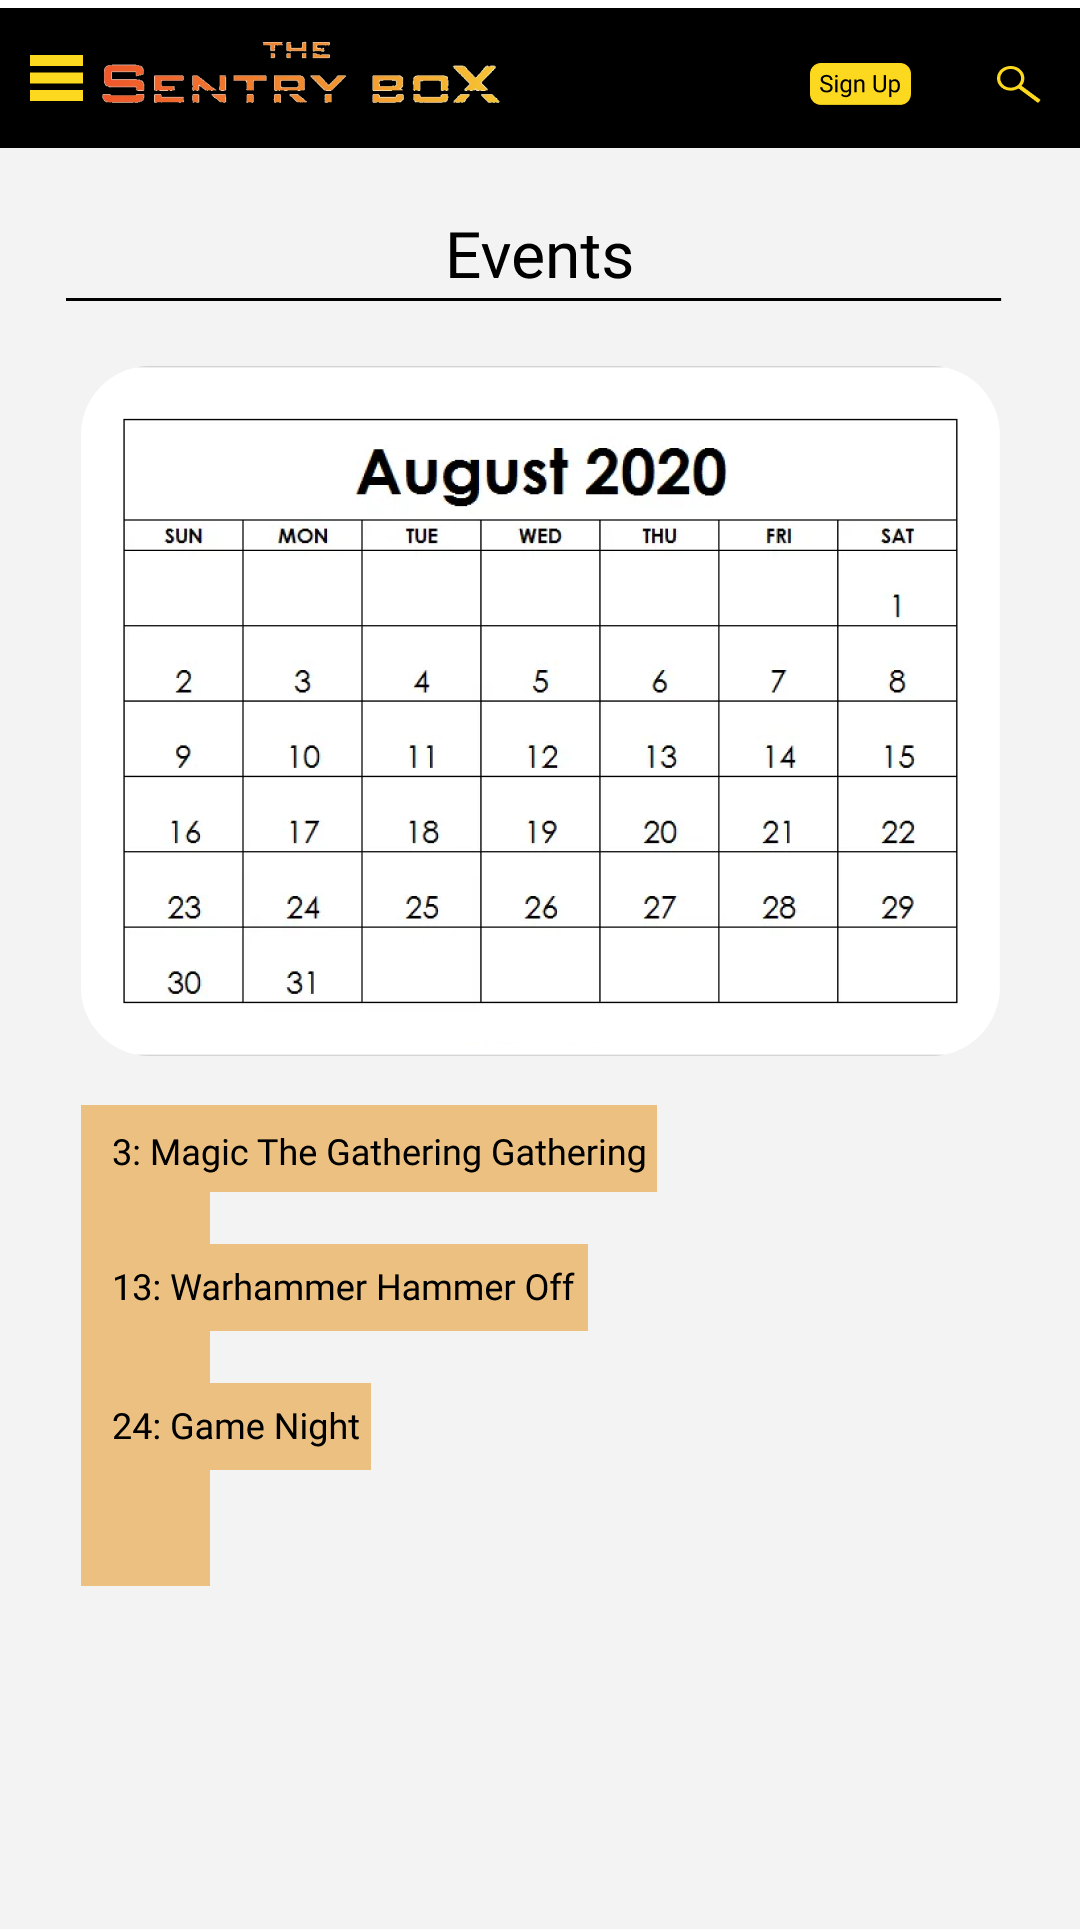 THE
SENTRY BOX
Sign Up
Events
August 2020
SUN MON TUE WED THU FRI SAT
1
2 3 4 5 6 7 8
9 10 11 12 13 14 15
16 17 18 19 20 21 22
23 24 25 26 27 28 29
30 31
3: Magic The Gathering Gathering
13: Warhammer Hammer Off
24: Game Night